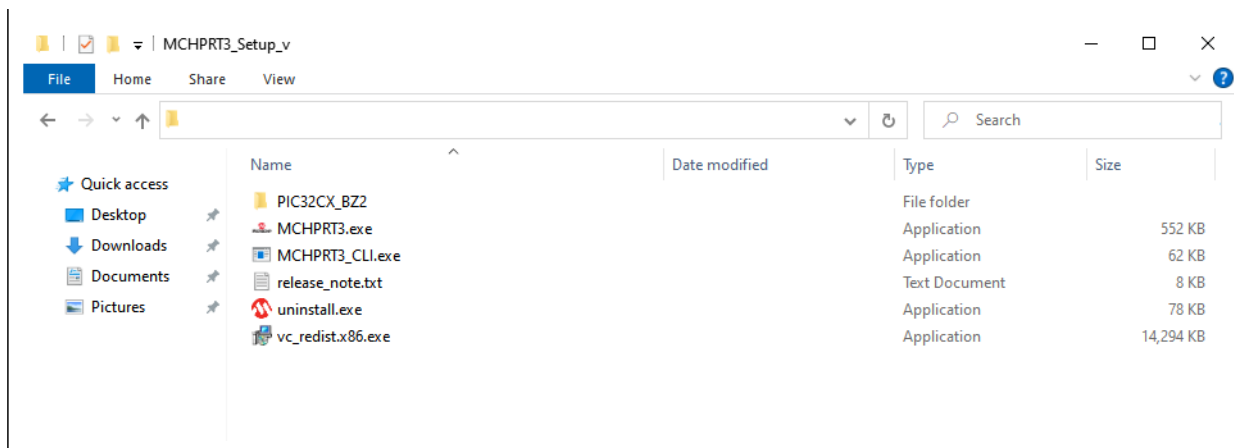 MCHPRT3_Setup_v
File Home Share View
Search
Name Date modified Type Size
Quick access
Desktop
Downloads
Documents
Pictures
PIC32CX_BZ2 File folder
MCHPRT3.exe Application 552 KB
MCHPRT3_CLI.exe Application 62 KB
release_note.txt Text Document 8 KB
uninstall.exe Application 78 KB
vc_redist.x86.exe Application 14,294 KB